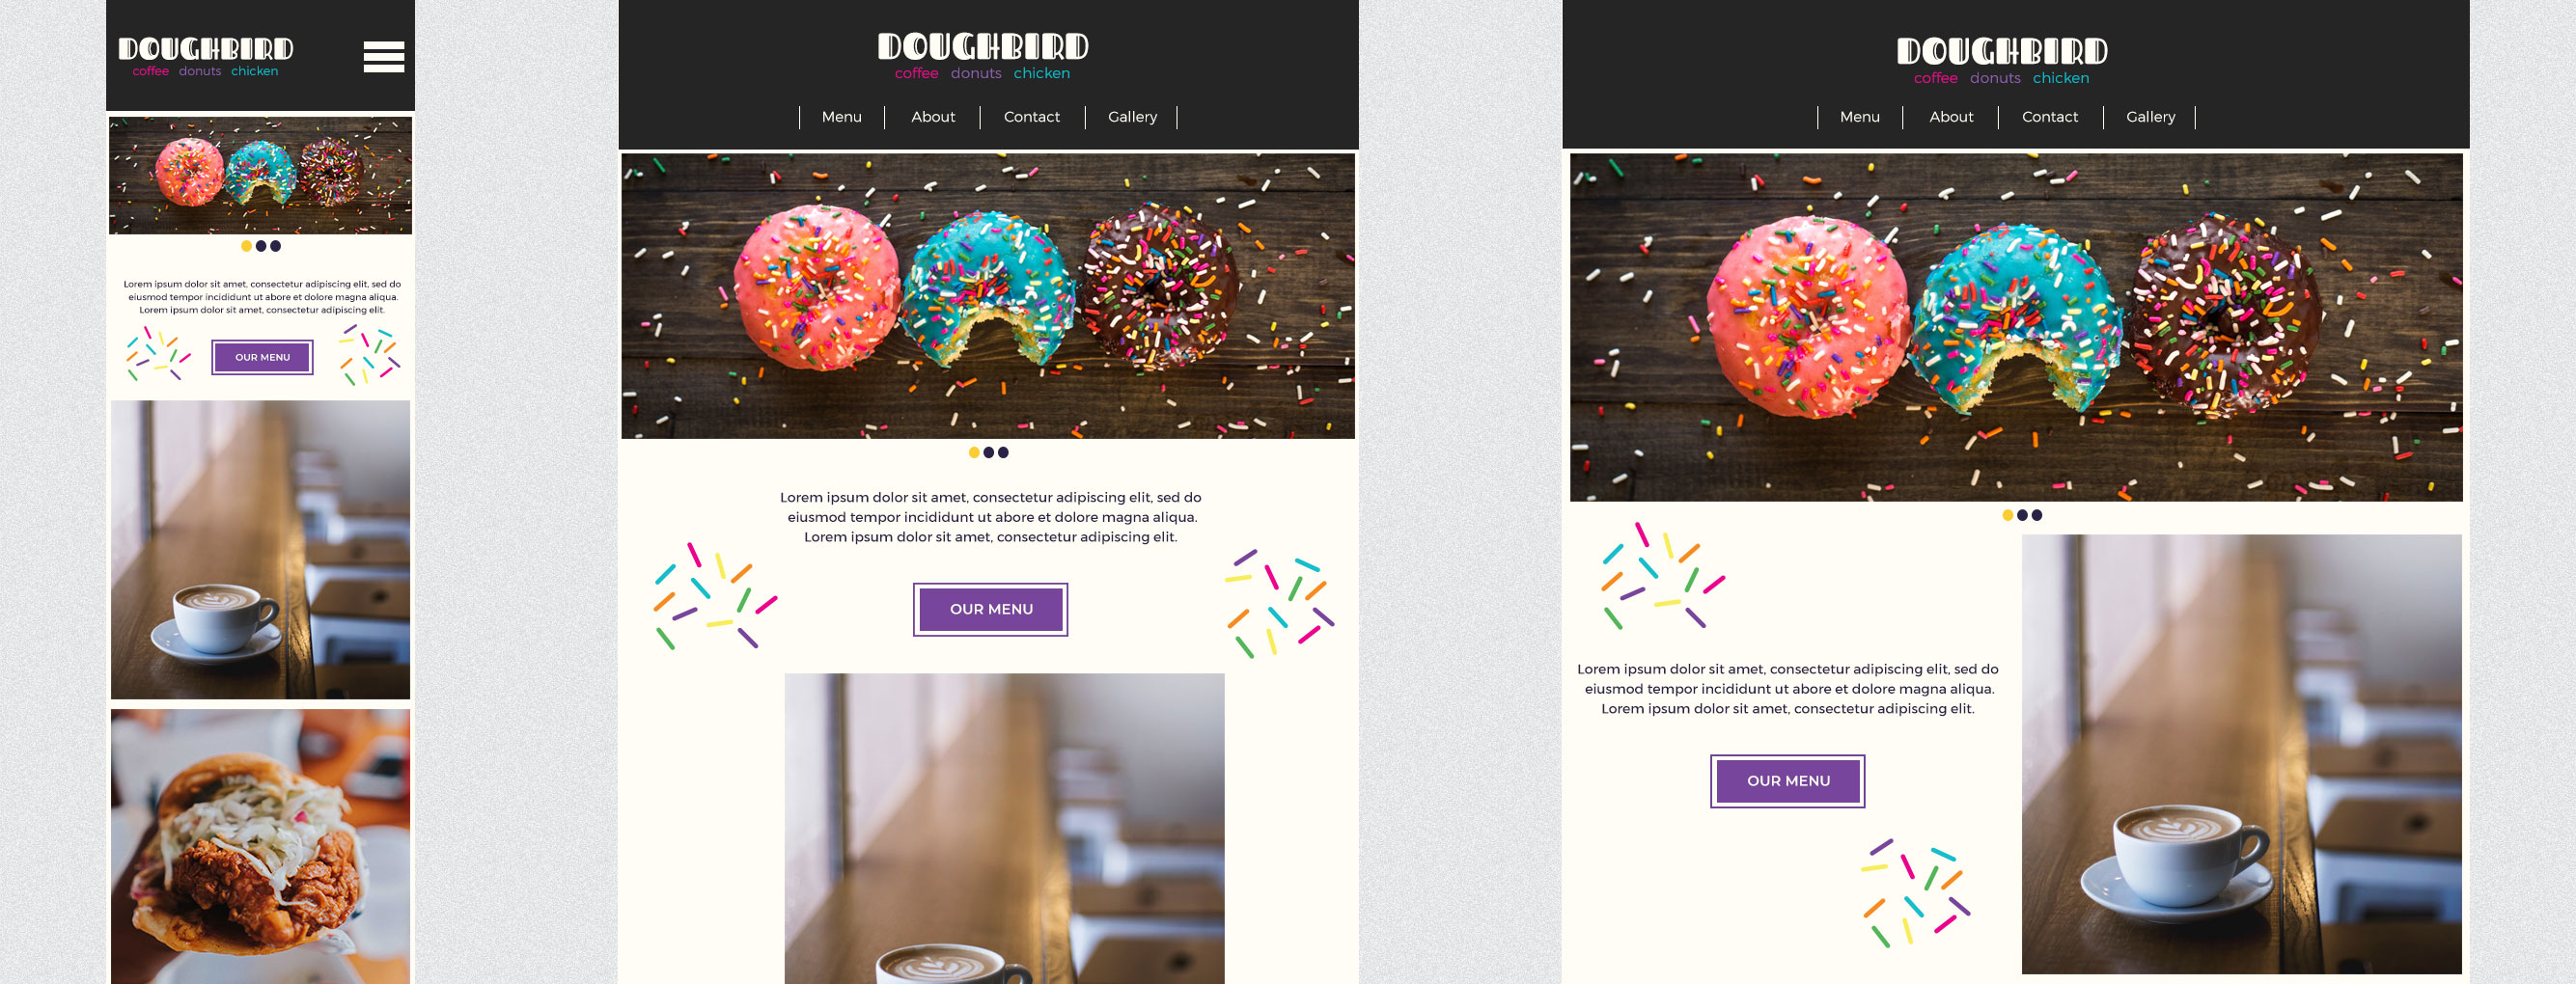 DOUGHBIRD
coffee donuts chicken
Lorem ipsum dolor sit amet, consectetur adipiscing elit, sed do
eiusmod tempor incididunt ut abore et dolore magna aliqua.
Lorem ipsum dolor sit amet, consectetur adipiscing elit.
OUR MENU
DOUGHBIRD
coffee donuts chicken
Menu About Contact Gallery
Lorem ipsum dolor sit amet, consectetur adipiscing elit, sed do
eiusmod tempor incididunt ut abore et dolore magna aliqua.
Lorem ipsum dolor sit amet, consectetur adipiscing elit.
OUR MENU
DOUGHBIRD
coffee donuts chicken
Menu About Contact Gallery
Lorem ipsum dolor sit amet, consectetur adipiscing elit, sed do
eiusmod tempor incididunt ut abore et dolore magna aliqua.
Lorem ipsum dolor sit amet, consectetur adipiscing elit.
OUR MENU